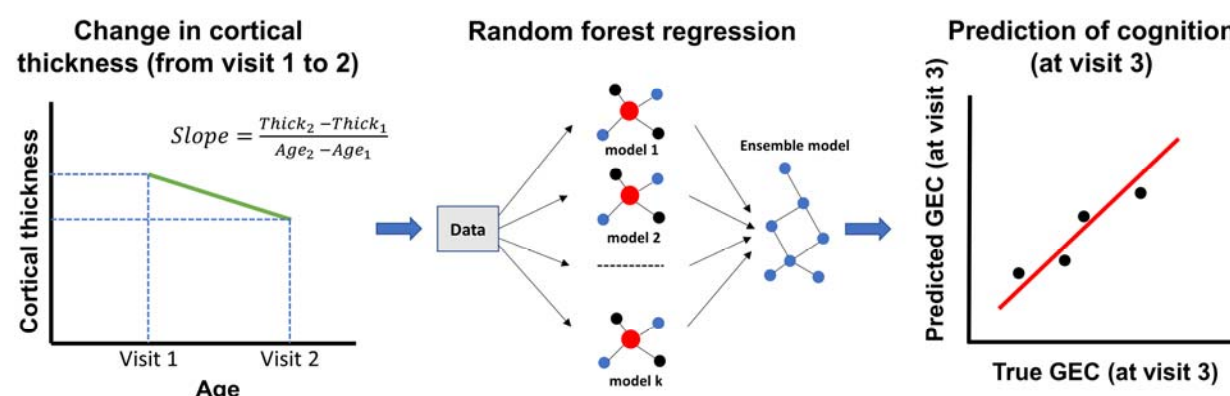 Change in cortical
thickness (from visit 1 to 2)
Cortical thickness
Slope = (Thick₂ − Thick₁) / (Age₂ − Age₁)
Visit 1
Visit 2
Age
Random forest regression
Data
model 1
model 2
model k
Ensemble model
Prediction of cognition
(at visit 3)
Predicted GEC (at visit 3)
True GEC (at visit 3)